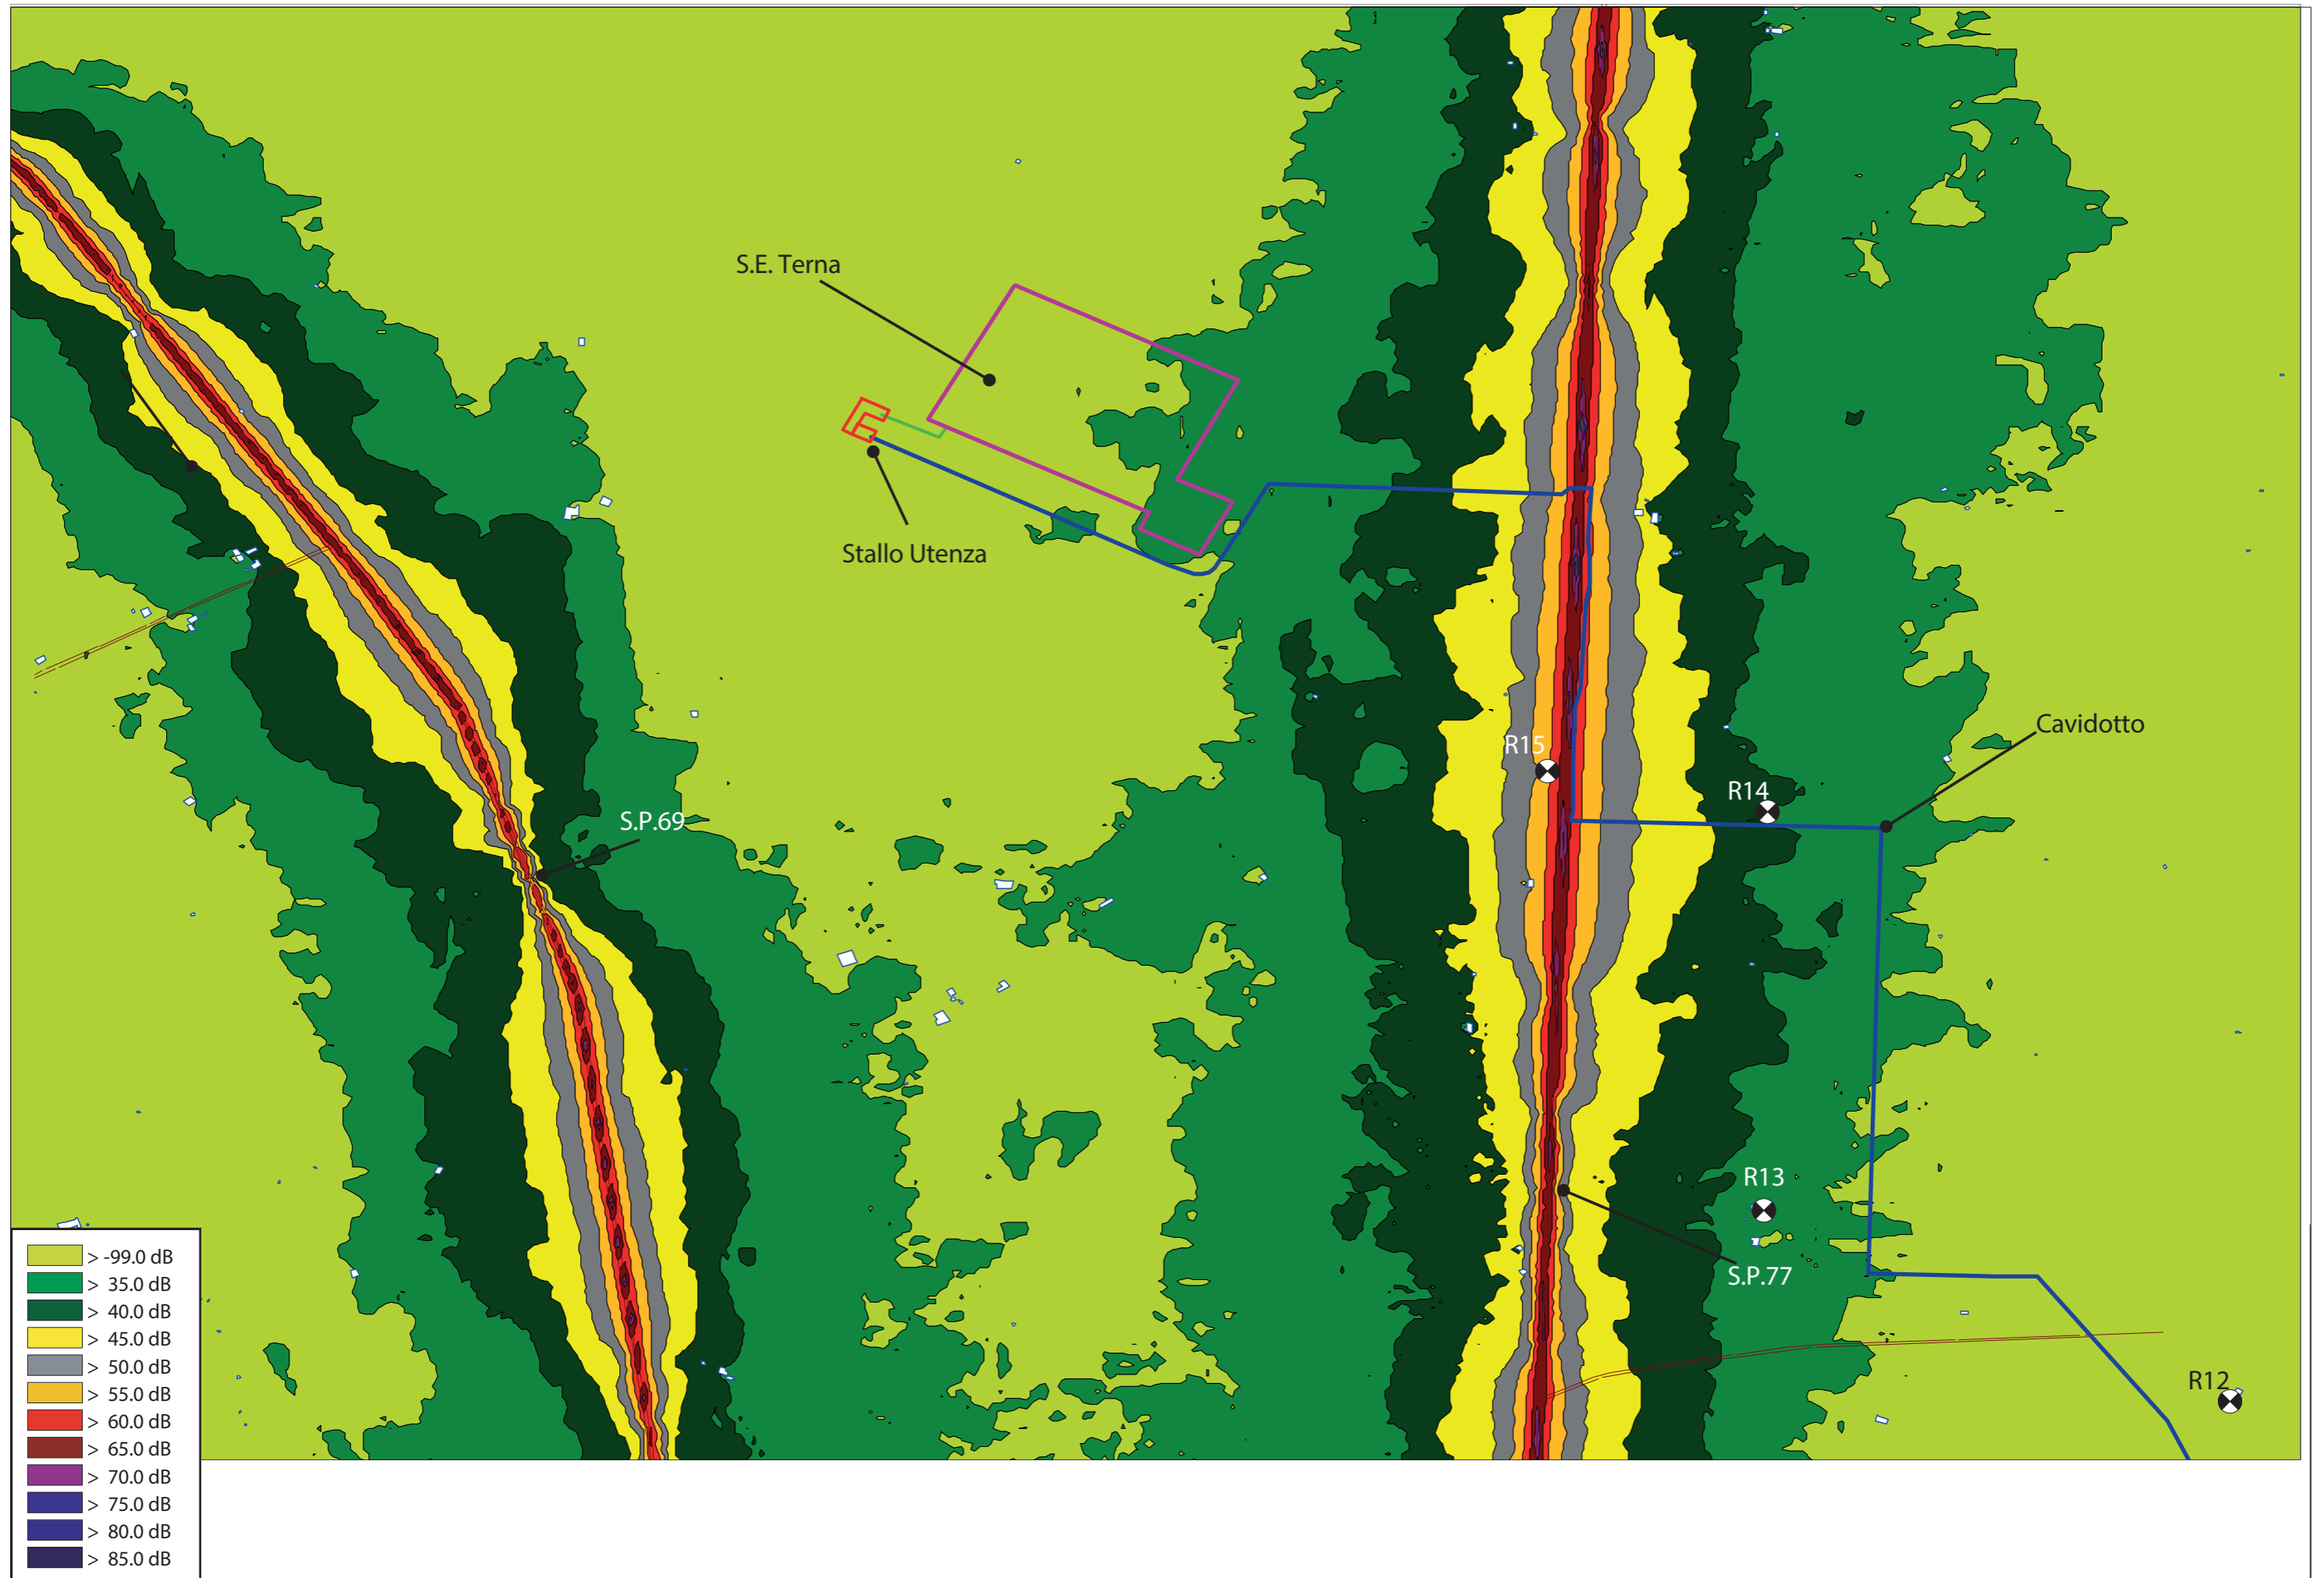 S.E. Terna
Stallo Utenza
Cavidotto
R15
R14
S.P.69
R13
S.P.77
R12
> -99.0 dB
> 35.0 dB
> 40.0 dB
> 45.0 dB
> 50.0 dB
> 55.0 dB
> 60.0 dB
> 65.0 dB
> 70.0 dB
> 75.0 dB
> 80.0 dB
> 85.0 dB